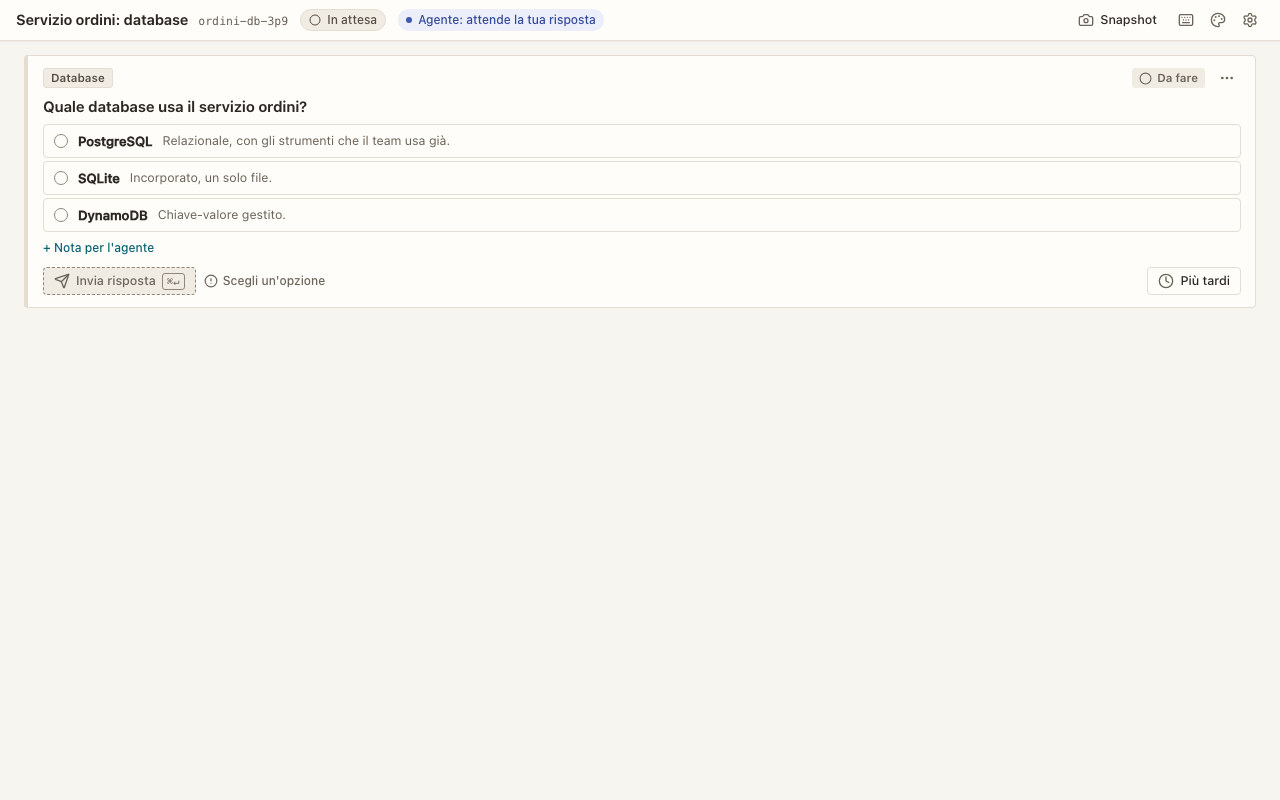 Servizio ordini: database ordini-db-3p9 In attesa Agente: attende la tua risposta Snapshot
Database Da fare
Quale database usa il servizio ordini?
PostgreSQL Relazionale, con gli strumenti che il team usa già.
SQLite Incorporato, un solo file.
DynamoDB Chiave-valore gestito.
+ Nota per l'agente
Invia risposta ⌘↵ Scegli un'opzione Più tardi